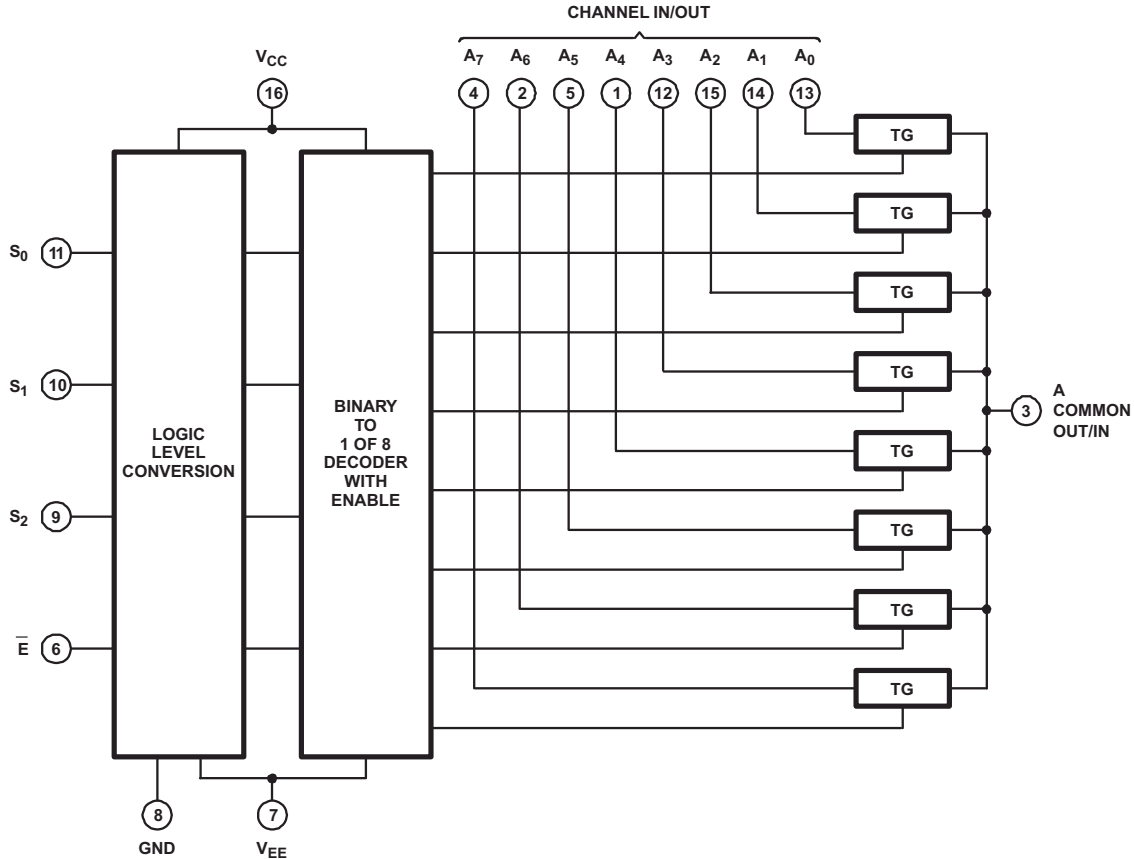 CHANNEL IN/OUT
VCC
A7 A6 A5 A4 A3 A2 A1 A0
16
4 2 5 1 12 15 14 13
TG
TG
S0 11
TG
TG
S1 10
BINARY
TO
1 OF 8
DECODER
WITH
ENABLE
LOGIC
LEVEL
CONVERSION
3
A
COMMON
OUT/IN
TG
S2 9
TG
TG
E̅ 6
TG
8
7
GND
VEE